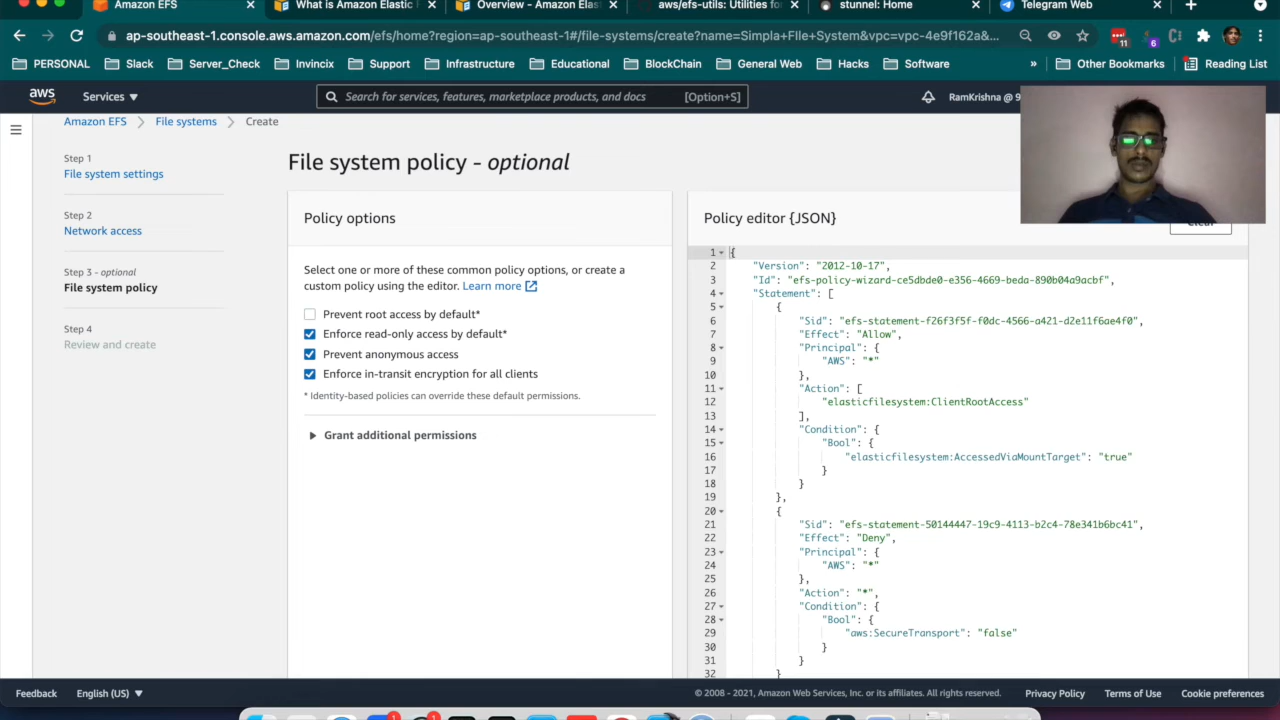 Amazon EFS
What is Amazon Elastic F
Overview - Amazon Elast
aws/efs-utils: Utilities for
stunnel: Home
Telegram Web
ap-southeast-1.console.aws.amazon.com/efs/home?region=ap-southeast-1#/file-systems/create?name=Simpla+FIle+System&vpc=vpc-4e9f162a&...
11
6
PERSONAL
Slack
Server_Check
Invincix
Support
Infrastructure
Educational
BlockChain
General Web
Hacks
Software
»
Other Bookmarks
Reading List
aws
Services
Search for services, features, marketplace products, and docs
[Option+S]
RamKrishna @ 9
Amazon EFS
File systems
Create
Step 1
File system settings
Step 2
Network access
Step 3 - optional
File system policy
Step 4
Review and create
File system policy - optional
Policy options
Select one or more of these common policy options, or create a
custom policy using the editor. Learn more
Prevent root access by default*
Enforce read-only access by default*
Prevent anonymous access
Enforce in-transit encryption for all clients
* Identity-based policies can override these default permissions.
Grant additional permissions
Policy editor {JSON}
1 {
2 "Version": "2012-10-17",
3 "Id": "efs-policy-wizard-ce5dbde0-e356-4669-beda-890b04a9acbf",
4 "Statement": [
5 {
6 "Sid": "efs-statement-f26f3f5f-f0dc-4566-a421-d2e11f6ae4f0",
7 "Effect": "Allow",
8 "Principal": {
9 "AWS": "*"
10 },
11 "Action": [
12 "elasticfilesystem:ClientRootAccess"
13 ],
14 "Condition": {
15 "Bool": {
16 "elasticfilesystem:AccessedViaMountTarget": "true"
17 }
18 }
19 },
20 {
21 "Sid": "efs-statement-50144447-19c9-4113-b2c4-78e341b6bc41",
22 "Effect": "Deny",
23 "Principal": {
24 "AWS": "*"
25 },
26 "Action": "*",
27 "Condition": {
28 "Bool": {
29 "aws:SecureTransport": "false"
30 }
31 }
32 }
Feedback
English (US)
© 2008 - 2021, Amazon Web Services, Inc. or its affiliates. All rights reserved.
Privacy Policy
Terms of Use
Cookie preferences
1
1